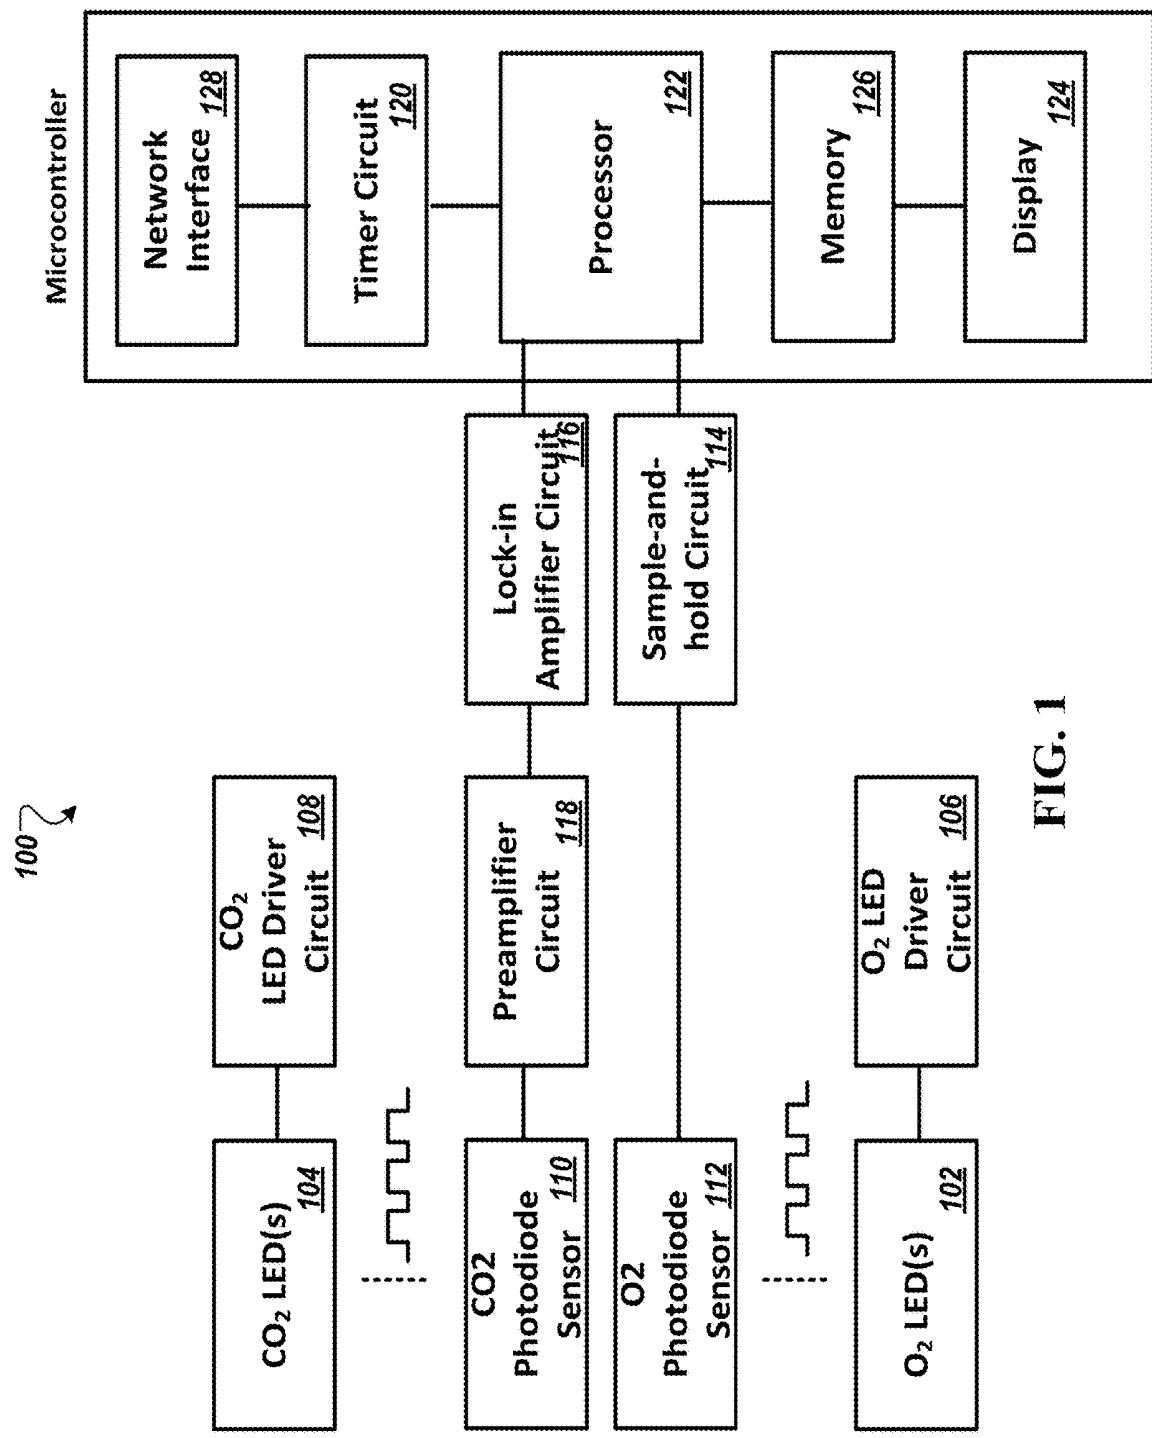 100
CO₂
LED Driver
Circuit
108
CO₂ LED(s)
104
Preamplifier
Circuit
118
Lock-in
Amplifier Circuit
116
CO2
Photodiode
Sensor
110
O2
Photodiode
Sensor
112
Sample-and-
hold Circuit
114
O₂ LED(s)
102
O₂ LED
Driver
Circuit
106
Microcontroller
Network
Interface
128
Timer Circuit
120
Processor
122
Memory
126
Display
124
FIG. 1